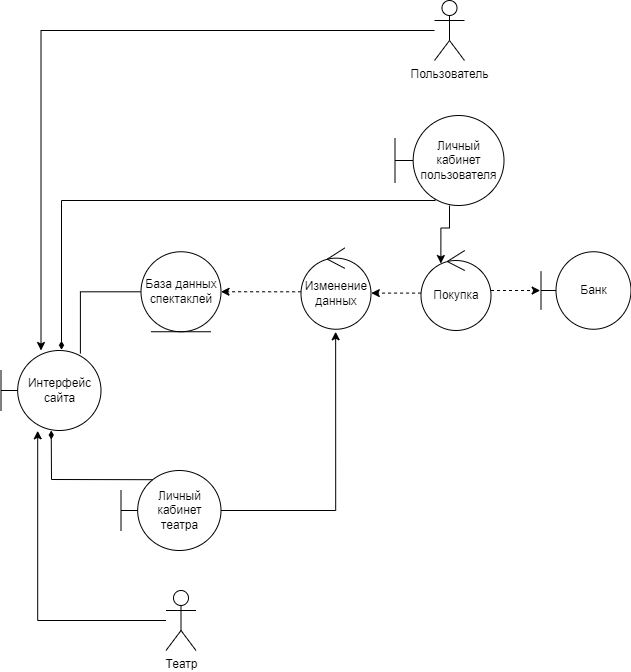 Пользователь
Личный
кабинет
пользователя
База данных
спектаклей
Изменение
данных
Покупка
Банк
Интерфейс
сайта
Личный
кабинет
театра
Театр